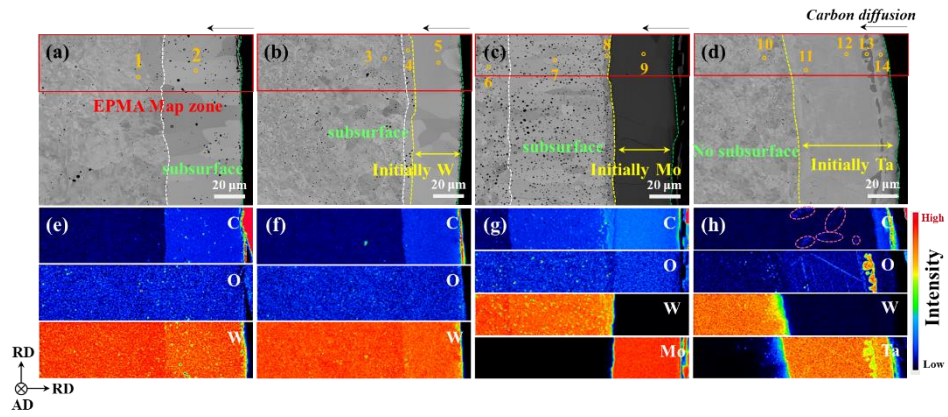 Carbon diffusion
(a)
1
2
EPMA Map zone
subsurface
20 μm
(b)
3
4
5
subsurface
Initially W
20 μm
(c)
6
7
8
9
subsurface
Initially Mo
20 μm
(d)
10
11
12
13
14
No subsurface
Initially Ta
20 μm
(e)
C
O
W
(f)
C
O
W
(g)
C
O
W
Mo
(h)
C
O
W
Ta
High
Intensity
Low
RD
RD
AD